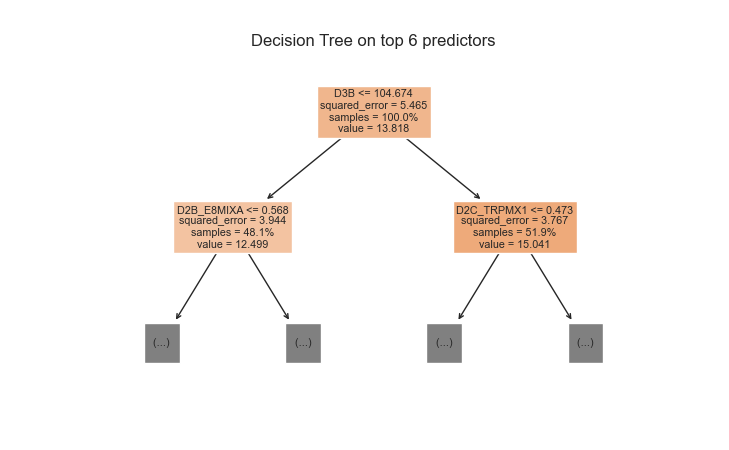 Decision Tree on top 6 predictors
D3B <= 104.674
squared_error = 5.465
samples = 100.0%
value = 13.818
D2B_E8MIXA <= 0.568
squared_error = 3.944
samples = 48.1%
value = 12.499
D2C_TRPMX1 <= 0.473
squared_error = 3.767
samples = 51.9%
value = 15.041
(...)
(...)
(...)
(...)